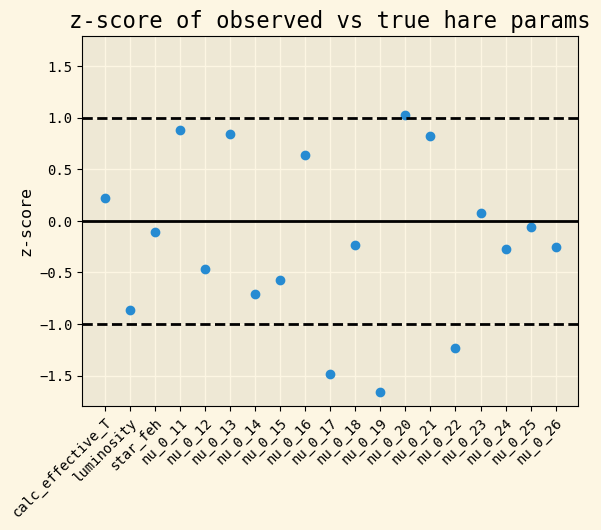 z-score of observed vs true hare params
z-score
1.5
1.0
0.5
0.0
−0.5
−1.0
−1.5
calc_effective_T
luminosity
star_feh
nu_0_11
nu_0_12
nu_0_13
nu_0_14
nu_0_15
nu_0_16
nu_0_17
nu_0_18
nu_0_19
nu_0_20
nu_0_21
nu_0_22
nu_0_23
nu_0_24
nu_0_25
nu_0_26